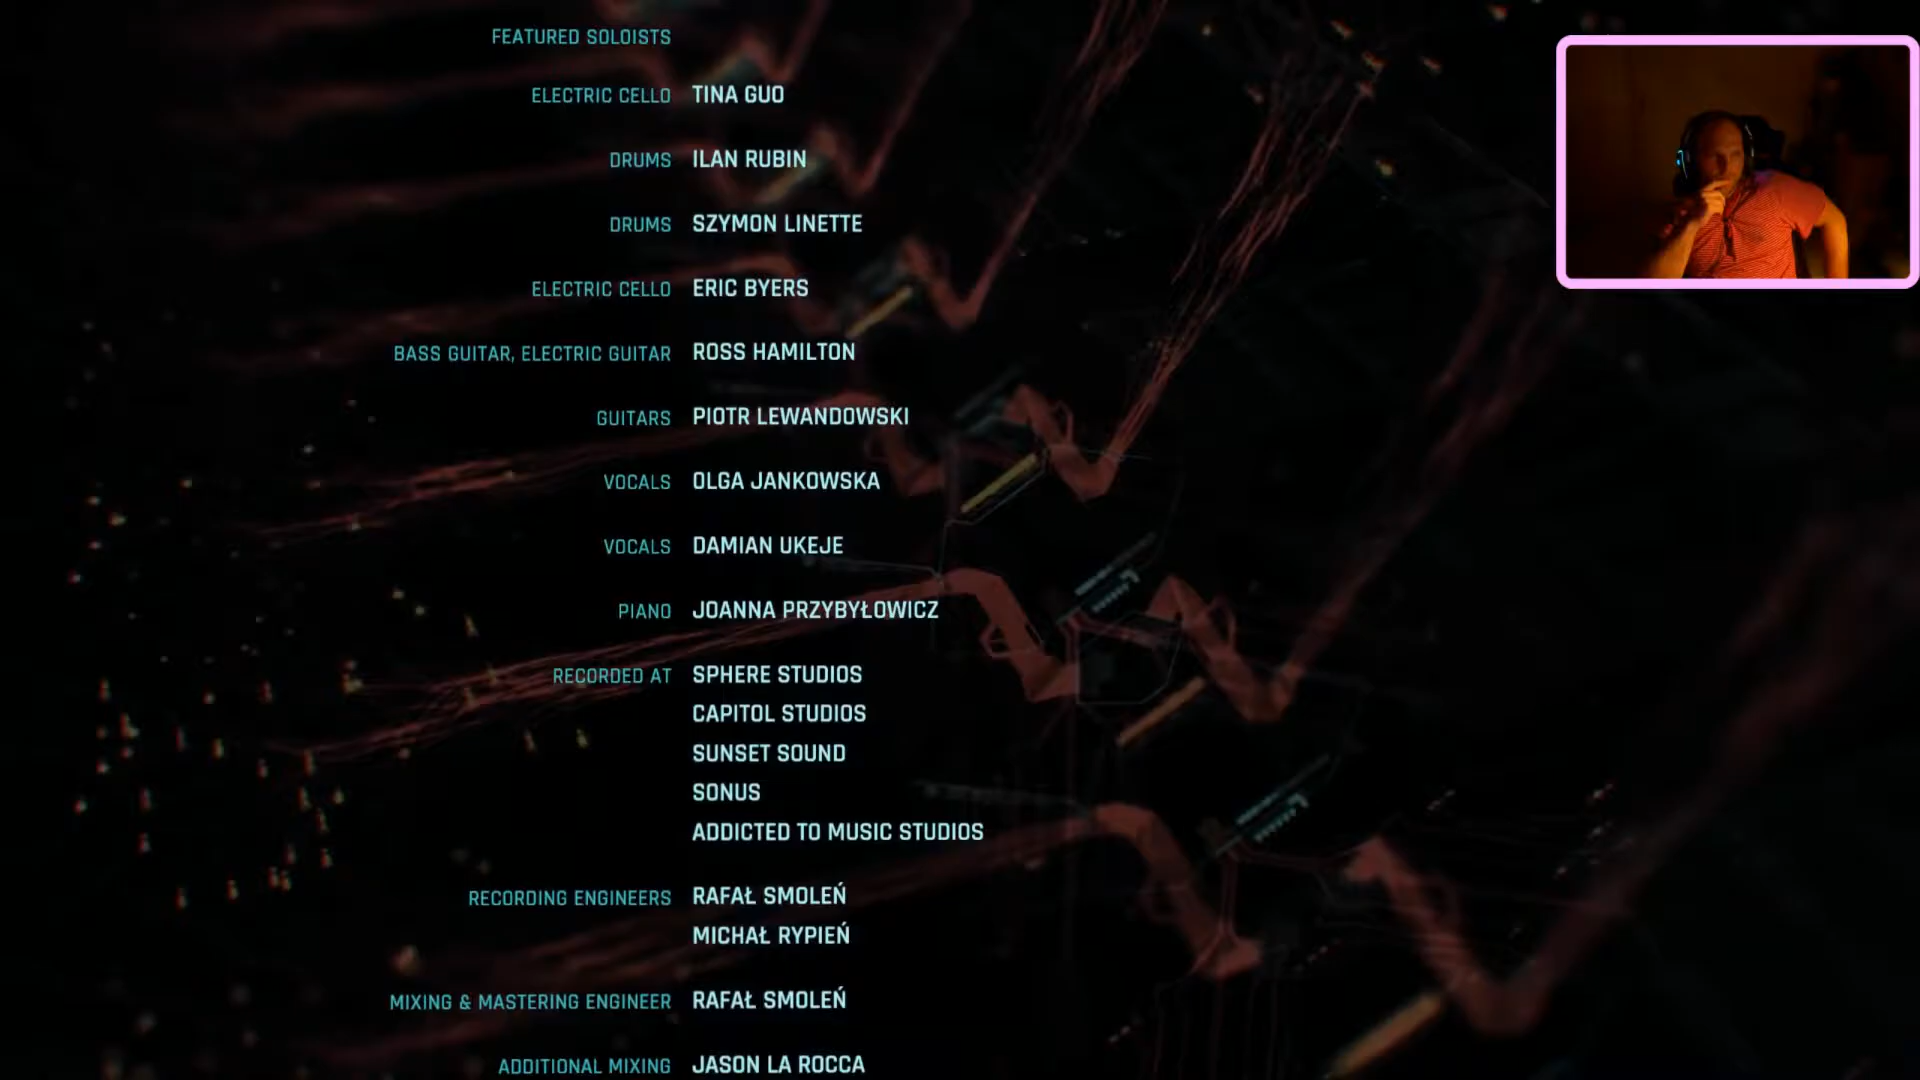 FEATURED SOLOISTS
ELECTRIC CELLO TINA GUO
DRUMS ILAN RUBIN
DRUMS SZYMON LINETTE
ELECTRIC CELLO ERIC BYERS
BASS GUITAR, ELECTRIC GUITAR ROSS HAMILTON
GUITARS PIOTR LEWANDOWSKI
VOCALS OLGA JANKOWSKA
VOCALS DAMIAN UKEJE
PIANO JOANNA PRZYBYŁOWICZ
RECORDED AT SPHERE STUDIOS
CAPITOL STUDIOS
SUNSET SOUND
SONUS
ADDICTED TO MUSIC STUDIOS
RECORDING ENGINEERS RAFAŁ SMOLEŃ
MICHAŁ RYPIEŃ
MIXING & MASTERING ENGINEER RAFAŁ SMOLEŃ
ADDITIONAL MIXING JASON LA ROCCA